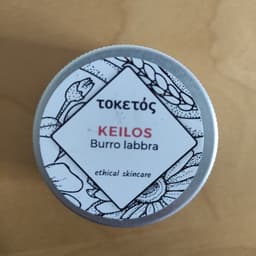 τοκετός
KEILOS
Burro labbra
ethical skincare